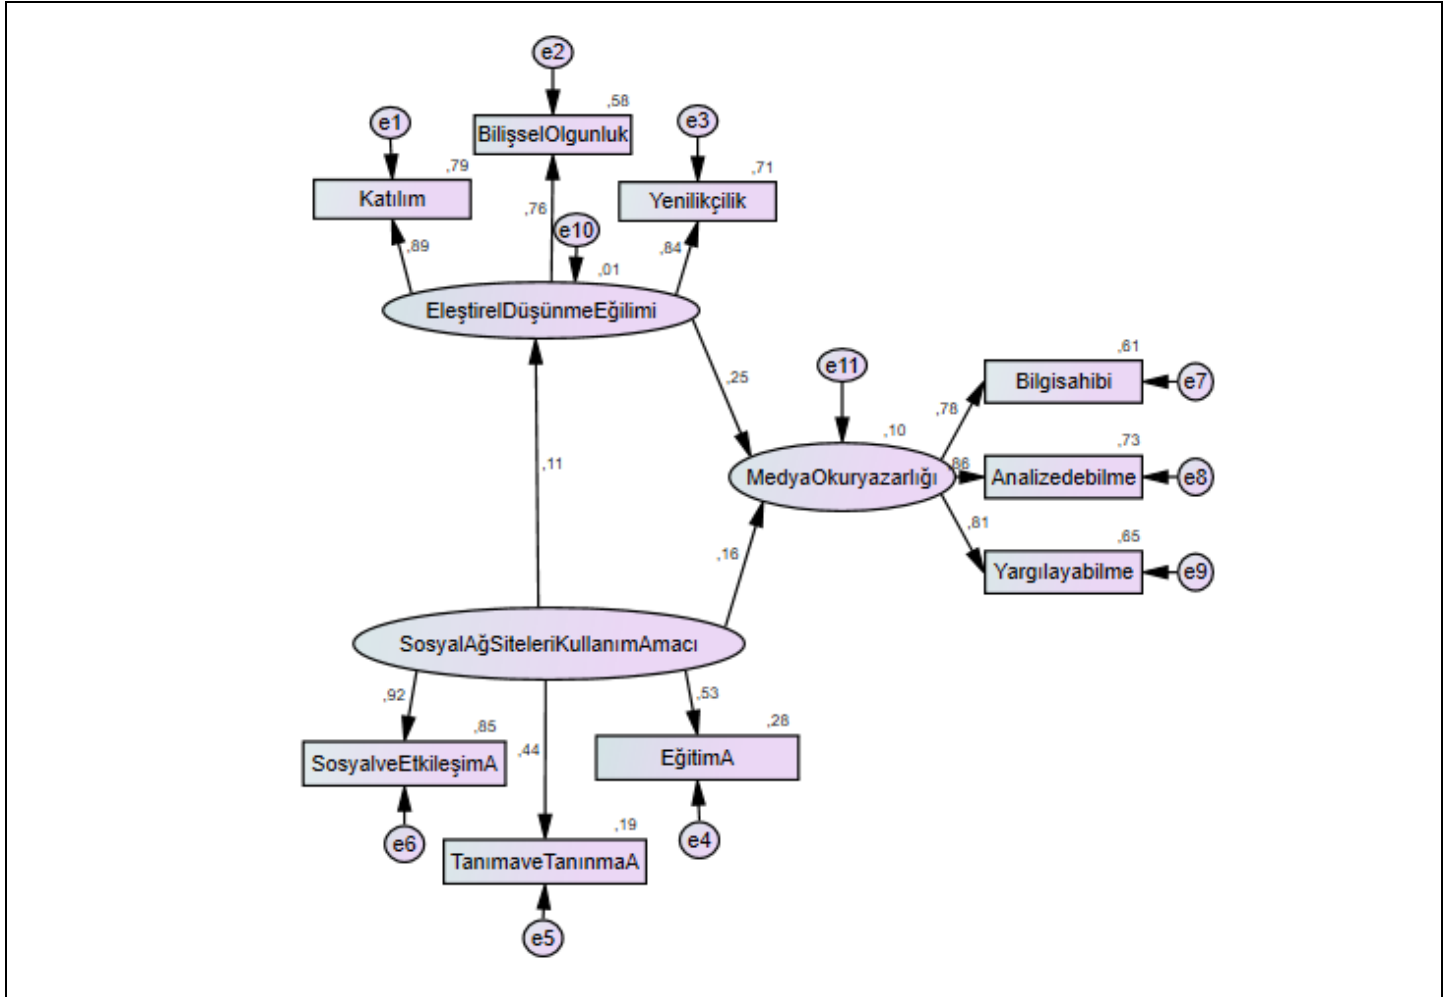 e2
,58
e1
BilişselOlgunluk
e3
,79
,71
Katılım
Yenilikçilik
,76
e10
,89
,84
,01
EleştirelDüşünmeEğilimi
,25
e11
,61
Bilgisahibi
e7
,78
,10
,73
,11
MedyaOkuryazarlığı
,86
Analizedebilme
e8
,81
,65
,16
Yargılayabilme
e9
SosyalAğSiteleriKullanımAmacı
,92
,53
,85
,44
,28
SosyalveEtkileşimA
EğitimA
,19
e6
e4
TanımaveTanınmaA
e5